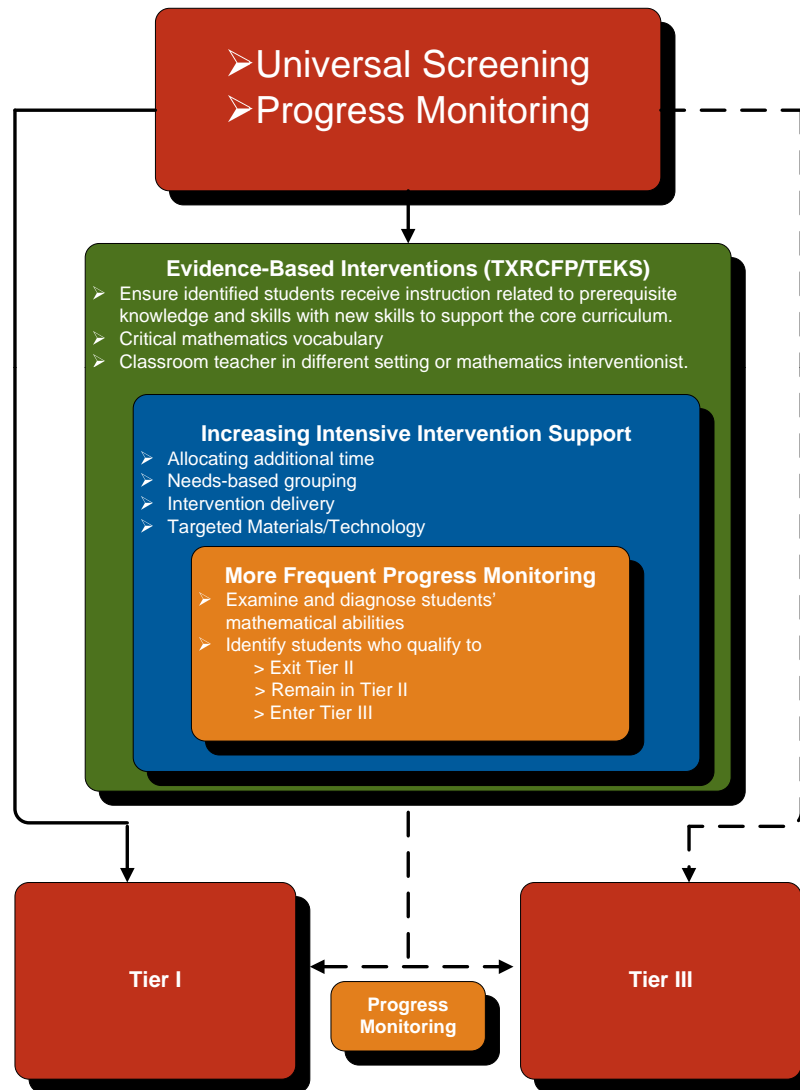 ➢Universal Screening
➢Progress Monitoring
Evidence-Based Interventions (TXRCFP/TEKS)
➢ Ensure identified students receive instruction related to prerequisite
knowledge and skills with new skills to support the core curriculum.
➢ Critical mathematics vocabulary
➢ Classroom teacher in different setting or mathematics interventionist.
Increasing Intensive Intervention Support
➢ Allocating additional time
➢ Needs-based grouping
➢ Intervention delivery
➢ Targeted Materials/Technology
More Frequent Progress Monitoring
➢ Examine and diagnose students’
mathematical abilities
➢ Identify students who qualify to
> Exit Tier II
> Remain in Tier II
> Enter Tier III
Tier I
Progress
Monitoring
Tier III